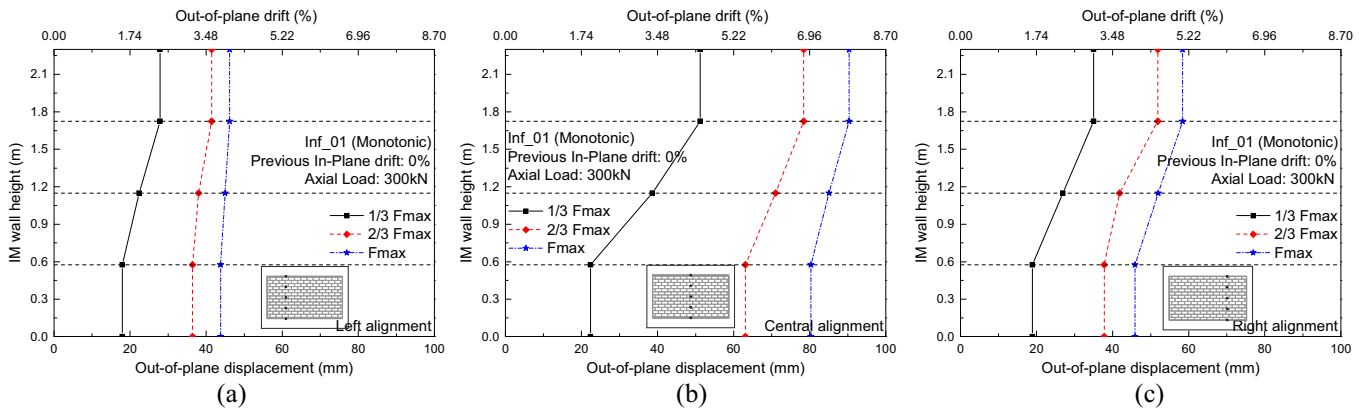 Out-of-plane drift (%)
0.00 1.74 3.48 5.22 6.96 8.70
IM wall height (m)
2.1
1.8
1.5
1.2
0.9
0.6
0.3
0.0
Inf_01 (Monotonic)
Previous In-Plane drift: 0%
Axial Load: 300kN
1/3 Fmax
2/3 Fmax
Fmax
Left alignment
0 20 40 60 80 100
Out-of-plane displacement (mm)
(a)
Out-of-plane drift (%)
0.00 1.74 3.48 5.22 6.96 8.70
IM wall height (m)
2.1
1.8
1.5
1.2
0.9
0.6
0.3
0.0
Inf_01 (Monotonic)
Previous In-Plane drift: 0%
Axial Load: 300kN
1/3 Fmax
2/3 Fmax
Fmax
Central alignment
0 20 40 60 80 100
Out-of-plane displacement (mm)
(b)
Out-of-plane drift (%)
0.00 1.74 3.48 5.22 6.96 8.70
IM wall height (m)
2.1
1.8
1.5
1.2
0.9
0.6
0.3
0.0
Inf_01 (Monotonic)
Previous In-Plane drift: 0%
Axial Load: 300kN
1/3 Fmax
2/3 Fmax
Fmax
Right alignment
0 20 40 60 80 100
Out-of-plane displacement (mm)
(c)